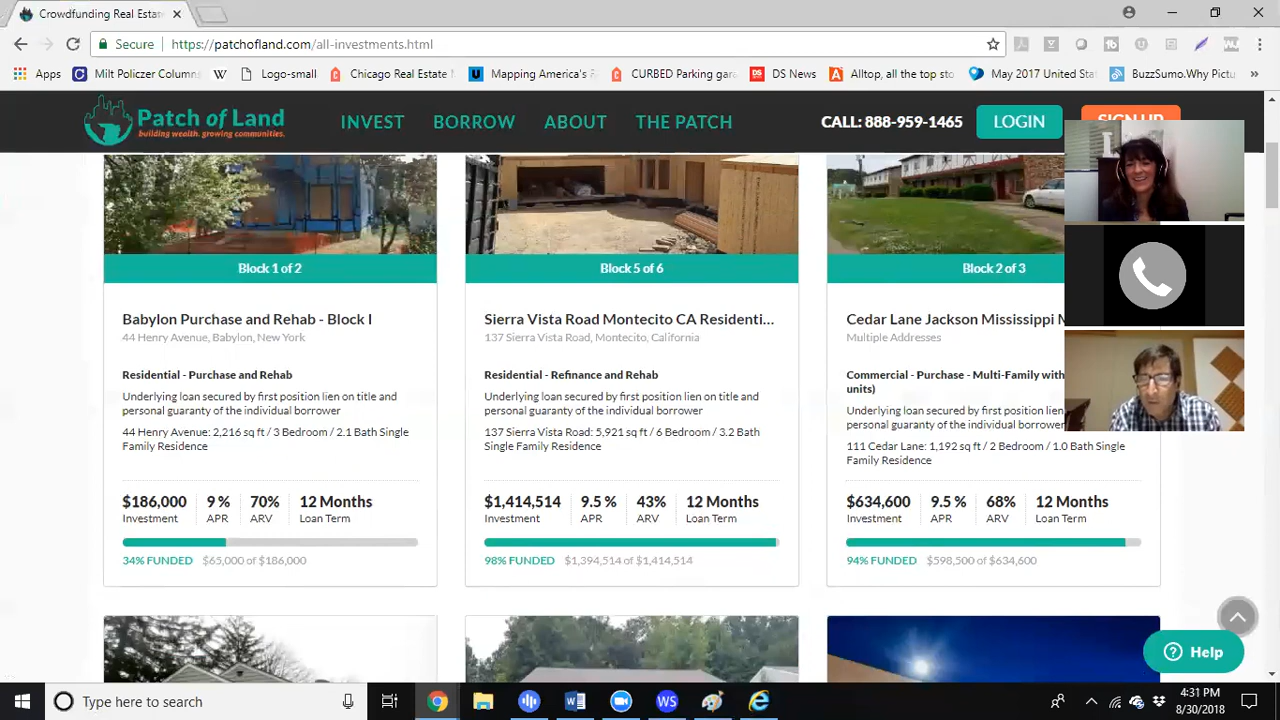 Crowdfunding Real Estate
Secure
https://patchofland.com/all-investments.html
Apps
Milt Policzer Columns
Lose-small
Chicago Real Estate
Mapping America's
CURBED Parking gar
DS News
Alltop, all the top sto
May 2017 United Stat
BuzzSumo.Why Pictu
Patch of Land
building wealth. growing communities.
INVEST
BORROW
ABOUT
THE PATCH
CALL: 888-959-1465
LOGIN
SIGN UP
Block 1 of 2
Block 5 of 6
Block 2 of 3
Babylon Purchase and Rehab - Block I
44 Henry Avenue, Babylon, New York
Residential - Purchase and Rehab
Underlying loan secured by first position lien on title and
personal guaranty of the individual borrower
44 Henry Avenue: 2,216 sq ft / 3 Bedroom / 2.1 Bath Single
Family Residence
$186,000 9 % 70% 12 Months
Investment APR ARV Loan Term
34% FUNDED $65,000 of $186,000
Sierra Vista Road Montecito CA Residenti...
137 Sierra Vista Road, Montecito, California
Residential - Refinance and Rehab
Underlying loan secured by first position lien on title and
personal guaranty of the individual borrower
137 Sierra Vista Road: 5,921 sq ft / 6 Bedroom / 3.2 Bath
Single Family Residence
$1,414,514 9.5 % 43% 12 Months
Investment APR ARV Loan Term
98% FUNDED $1,394,514 of $1,414,514
Cedar Lane Jackson Mississippi M
Multiple Addresses
Commercial - Purchase - Multi-Family with
units)
Underlying loan secured by first position lien
personal guaranty of the individual borrower
111 Cedar Lane: 1,192 sq ft / 2 Bedroom / 1.0 Bath Single
Family Residence
$634,600 9.5 % 68% 12 Months
Investment APR ARV Loan Term
94% FUNDED $598,500 of $634,600
Help
Type here to search
4:31 PM
8/30/2018